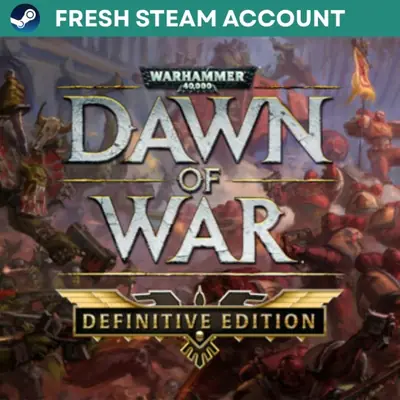 FRESH STEAM ACCOUNT
WARHAMMER
40,000
DAWN
OF
WAR
DEFINITIVE EDITION